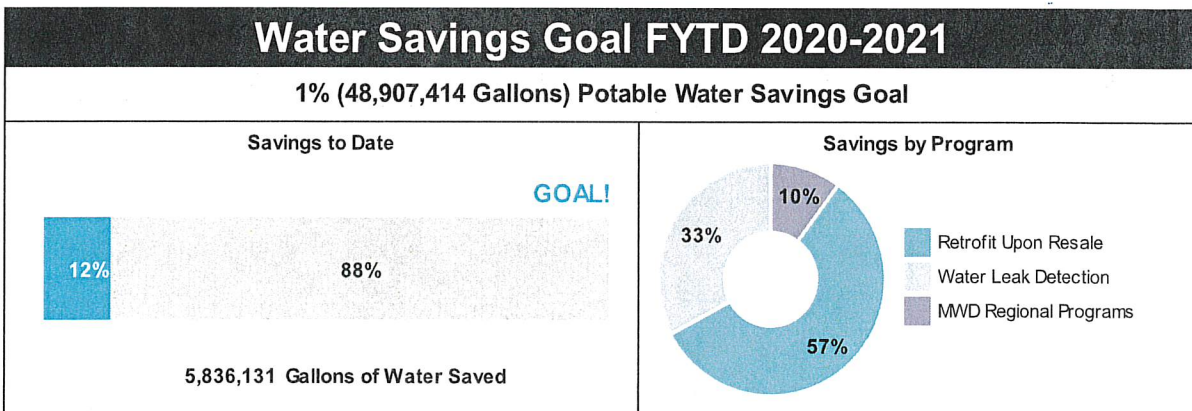 Water Savings Goal FYTD 2020-2021
1% (48,907,414 Gallons) Potable Water Savings Goal
Savings to Date
GOAL!
12%
88%
5,836,131 Gallons of Water Saved
Savings by Program
10%
33%
57%
Retrofit Upon Resale
Water Leak Detection
MWD Regional Programs